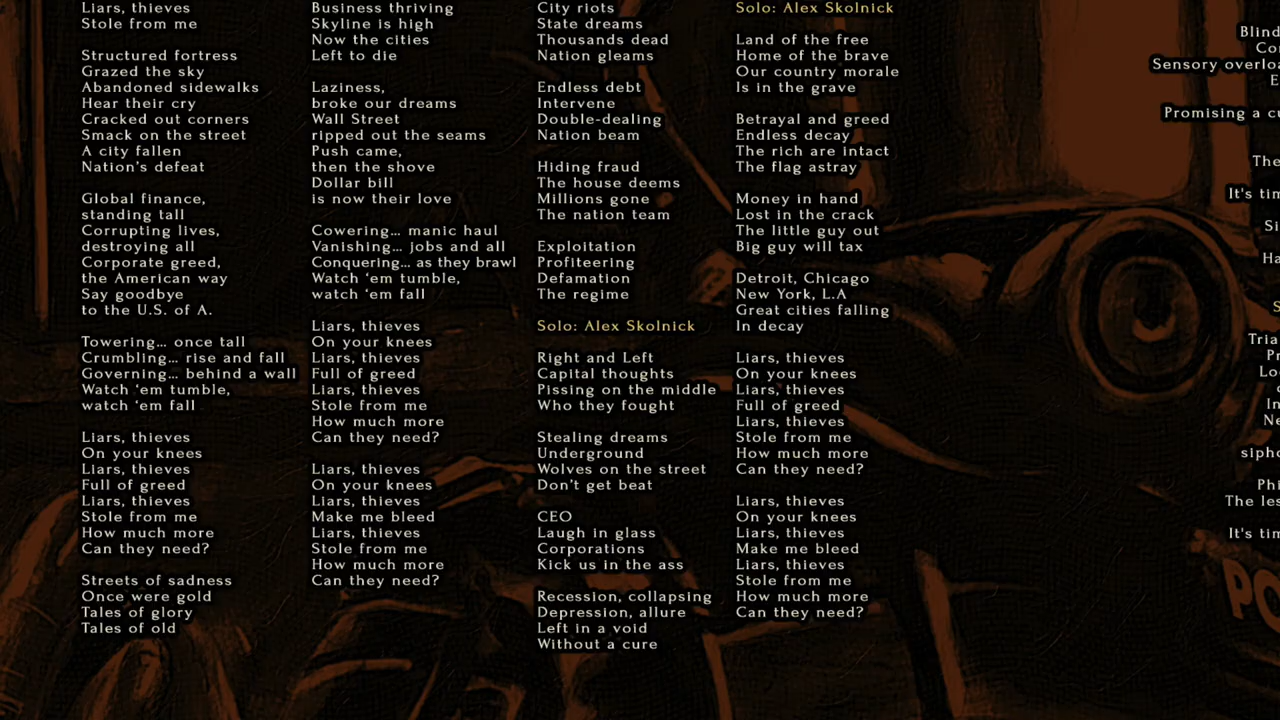 Liars, thieves
Stole from me
Structured fortress
Grazed the sky
Abandoned sidewalks
Hear their cry
Cracked out corners
Smack on the street
A city fallen
Nation’s defeat
Global finance,
standing tall
Corrupting lives,
destroying all
Corporate greed,
the American way
Say goodbye
to the U.S. of A.
Towering... once tall
Crumbling... rise and fall
Governing... behind a wall
Watch ‘em tumble,
watch ‘em fall
Liars, thieves
On your knees
Liars, thieves
Full of greed
Liars, thieves
Stole from me
How much more
Can they need?
Streets of sadness
Once were gold
Tales of glory
Tales of old
Business thriving
Skyline is high
Now the cities
Left to die
Laziness,
broke our dreams
Wall Street
ripped out the seams
Push came,
then the shove
Dollar bill
is now their love
Cowering... manic haul
Vanishing... jobs and all
Conquering... as they brawl
Watch ‘em tumble,
watch ‘em fall
Liars, thieves
On your knees
Liars, thieves
Full of greed
Liars, thieves
Stole from me
How much more
Can they need?
Liars, thieves
On your knees
Liars, thieves
Make me bleed
Liars, thieves
Stole from me
How much more
Can they need?
City riots
State dreams
Thousands dead
Nation gleams
Endless debt
Intervene
Double-dealing
Nation beam
Hiding fraud
The house deems
Millions gone
The nation team
Exploitation
Profiteering
Defamation
The regime
Solo: Alex Skolnick
Right and Left
Capital thoughts
Pissing on the middle
Who they fought
Stealing dreams
Underground
Wolves on the street
Don’t get beat
CEO
Laugh in glass
Corporations
Kick us in the ass
Recession, collapsing
Depression, allure
Left in a void
Without a cure
Solo: Alex Skolnick
Land of the free
Home of the brave
Our country morale
Is in the grave
Betrayal and greed
Endless decay
The rich are intact
The flag astray
Money in hand
Lost in the crack
The little guy out
Big guy will tax
Detroit, Chicago
New York, L.A
Great cities falling
In decay
Liars, thieves
On your knees
Liars, thieves
Full of greed
Liars, thieves
Stole from me
How much more
Can they need?
Liars, thieves
On your knees
Liars, thieves
Make me bleed
Liars, thieves
Stole from me
How much more
Can they need?
Blind
Sensory
Promising a
The
It's
The
It's
PO